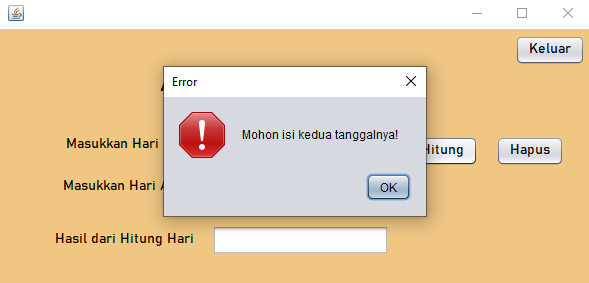 Keluar
Error
Mohon isi kedua tanggalnya!
Masukkan Hari
Hitung
Hapus
OK
Masukkan Hari
Hasil dari Hitung Hari